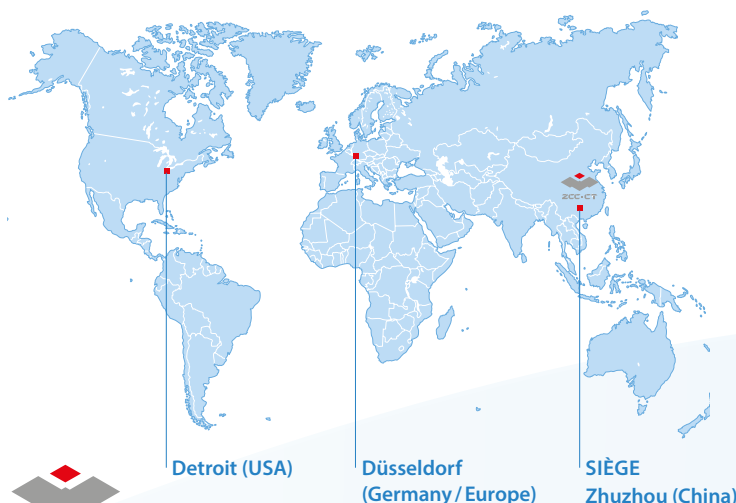 ZCC-CT
Detroit (USA)
Düsseldorf
(Germany / Europe)
SIÈGE
Zhuzhou (China)